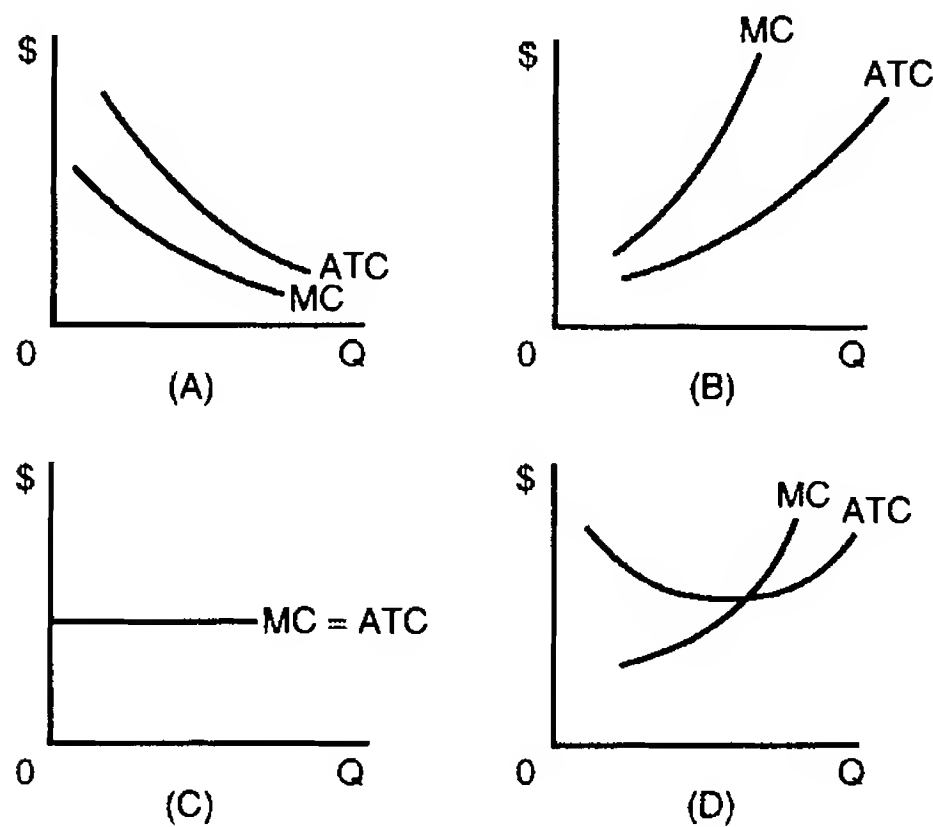 $
ATC
MC
0
Q
(A)
$
MC
ATC
0
Q
(B)
$
MC = ATC
0
Q
(C)
$
MC
ATC
0
Q
(D)